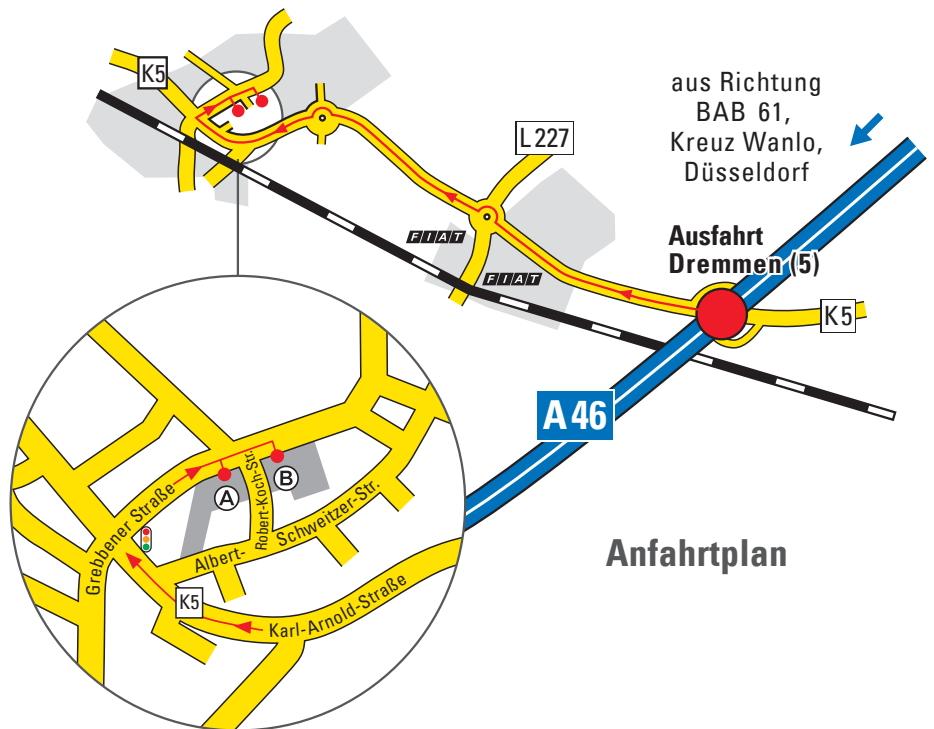 K5
aus Richtung
BAB 61,
Kreuz Wanlo,
Düsseldorf
L 227
FIAT
Ausfahrt
Dremmen (5)
FIAT
K5
A 46
Grebbener Straße
A
B
Robert-Koch-Str.
Albert-Schweitzer-Str.
K5
Karl-Arnold-Straße
Anfahrtplan